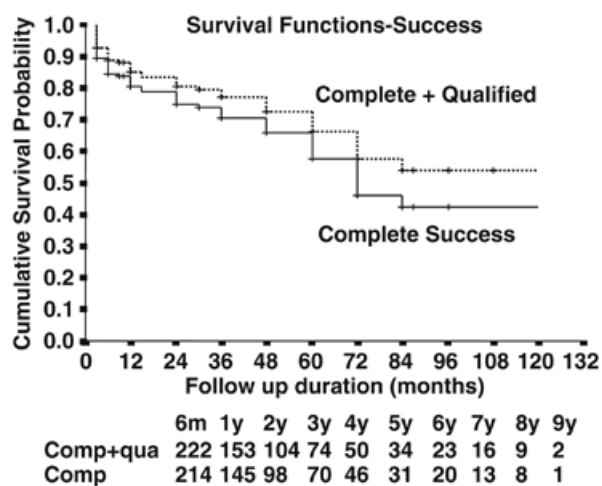 Survival Functions-Success
Cumulative Survival Probability
1.0
0.9
0.8
0.7
0.6
0.5
0.4
0.3
0.2
0.1
0.0
Complete + Qualified
Complete Success
0 12 24 36 48 60 72 84 96 108 120 132
Follow up duration (months)
6m 1y 2y 3y 4y 5y 6y 7y 8y 9y
Comp+qua 222 153 104 74 50 34 23 16 9 2
Comp 214 145 98 70 46 31 20 13 8 1